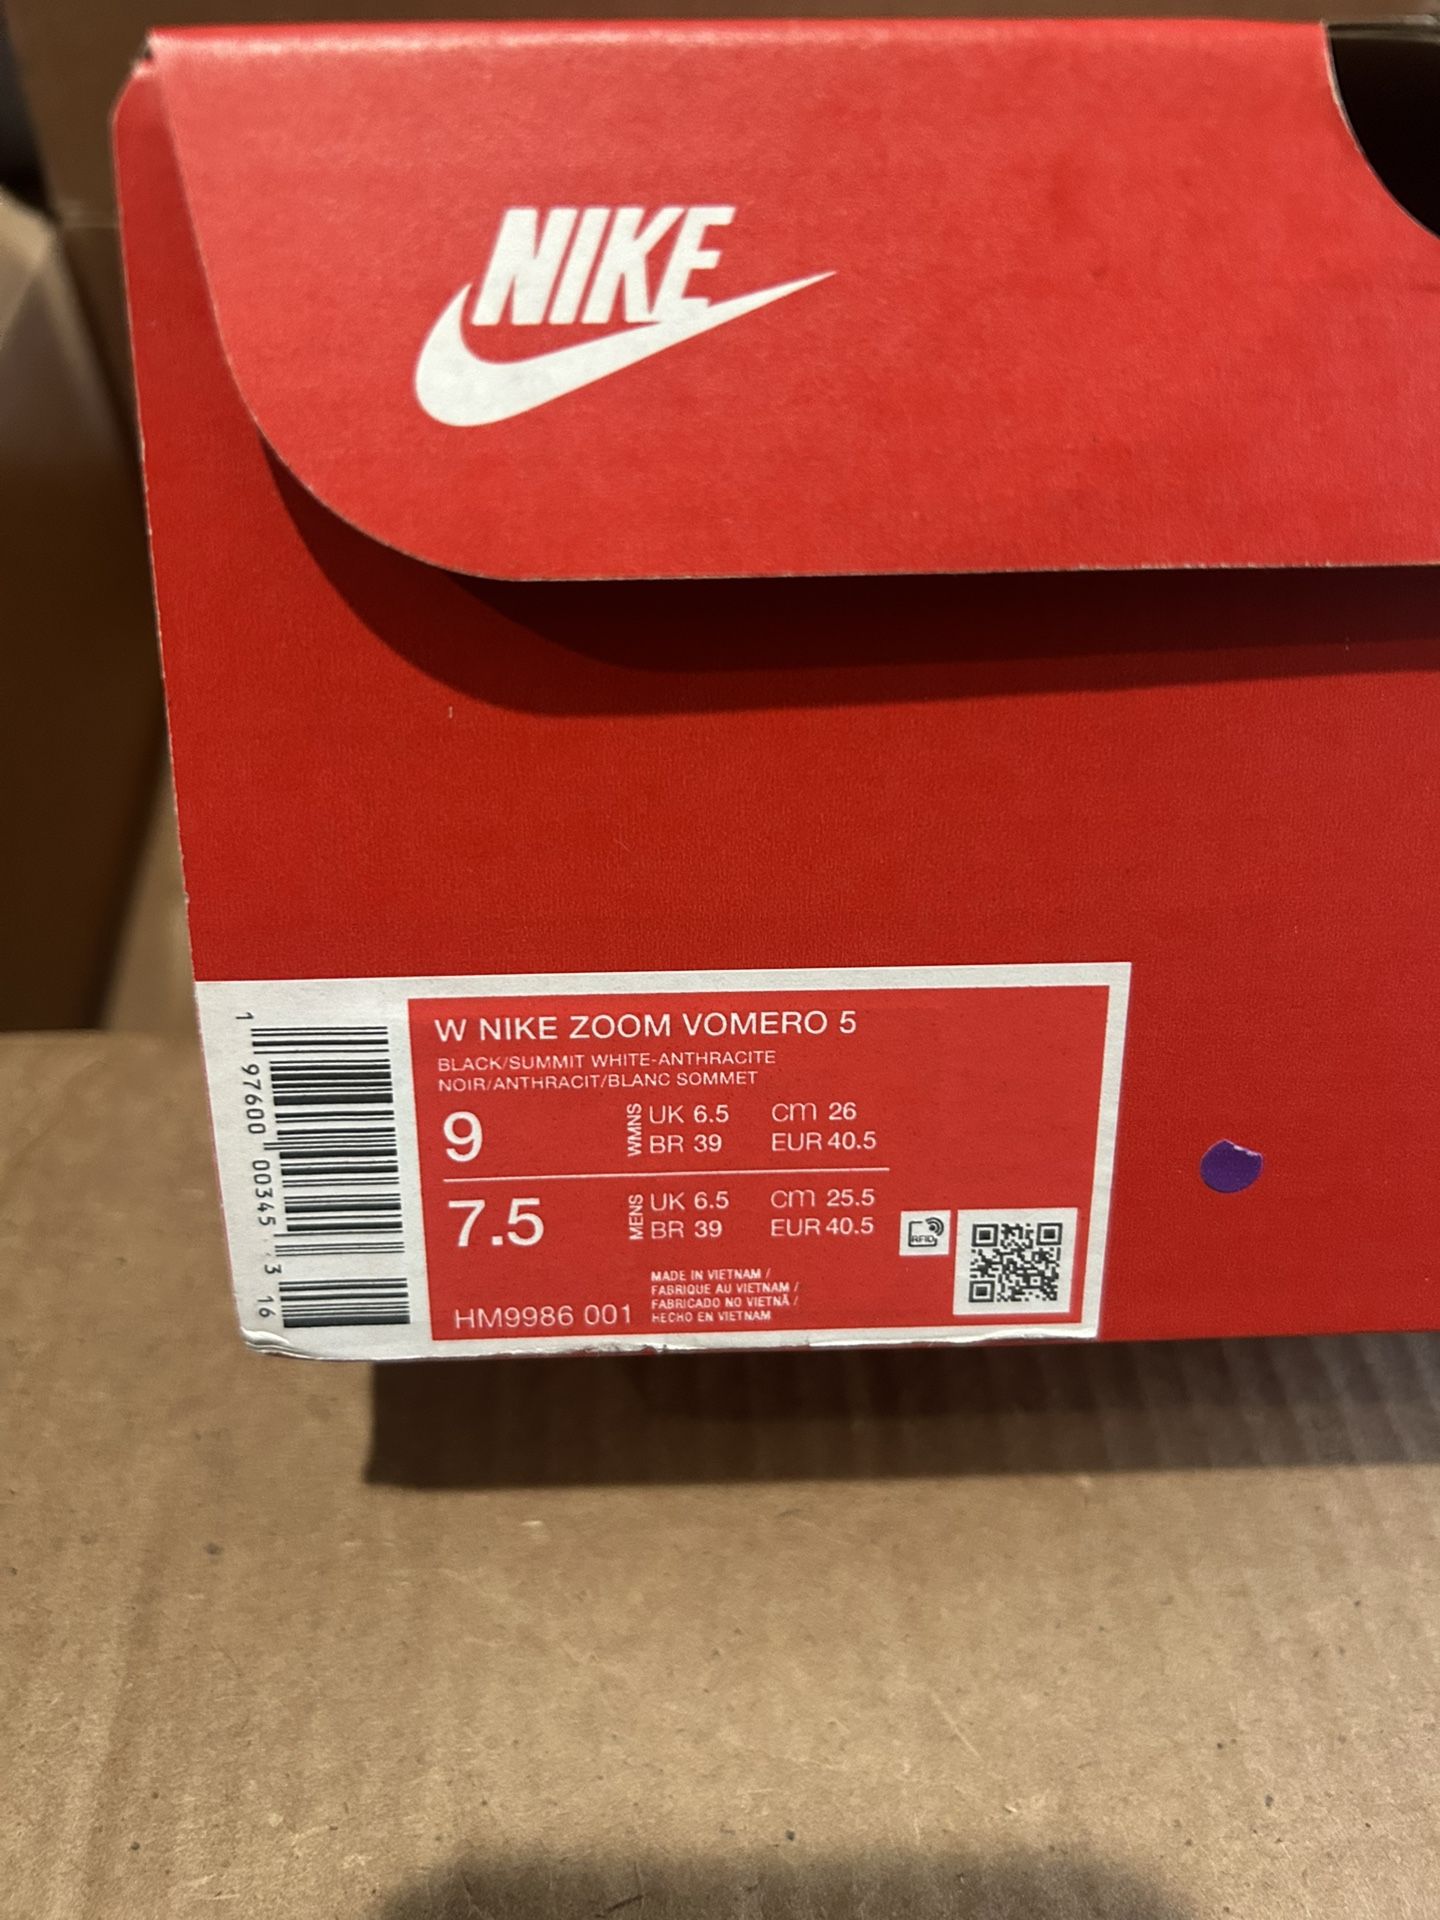 NIKE
W NIKE ZOOM VOMERO 5
BLACK/SUMMIT WHITE-ANTHRACITE
NOIR/ANTHRACIT/BLANC SOMMET
9 WMNS UK 6.5 cm 26
BR 39 EUR 40.5
7.5 MENS UK 6.5 cm 25.5
BR 39 EUR 40.5
RFID
MADE IN VIETNAM /
FABRIQUE AU VIETNAM /
FABRICADO NO VIETNÃ /
HECHO EN VIETNAM
HM9986 001
1 97600 00345 3 16